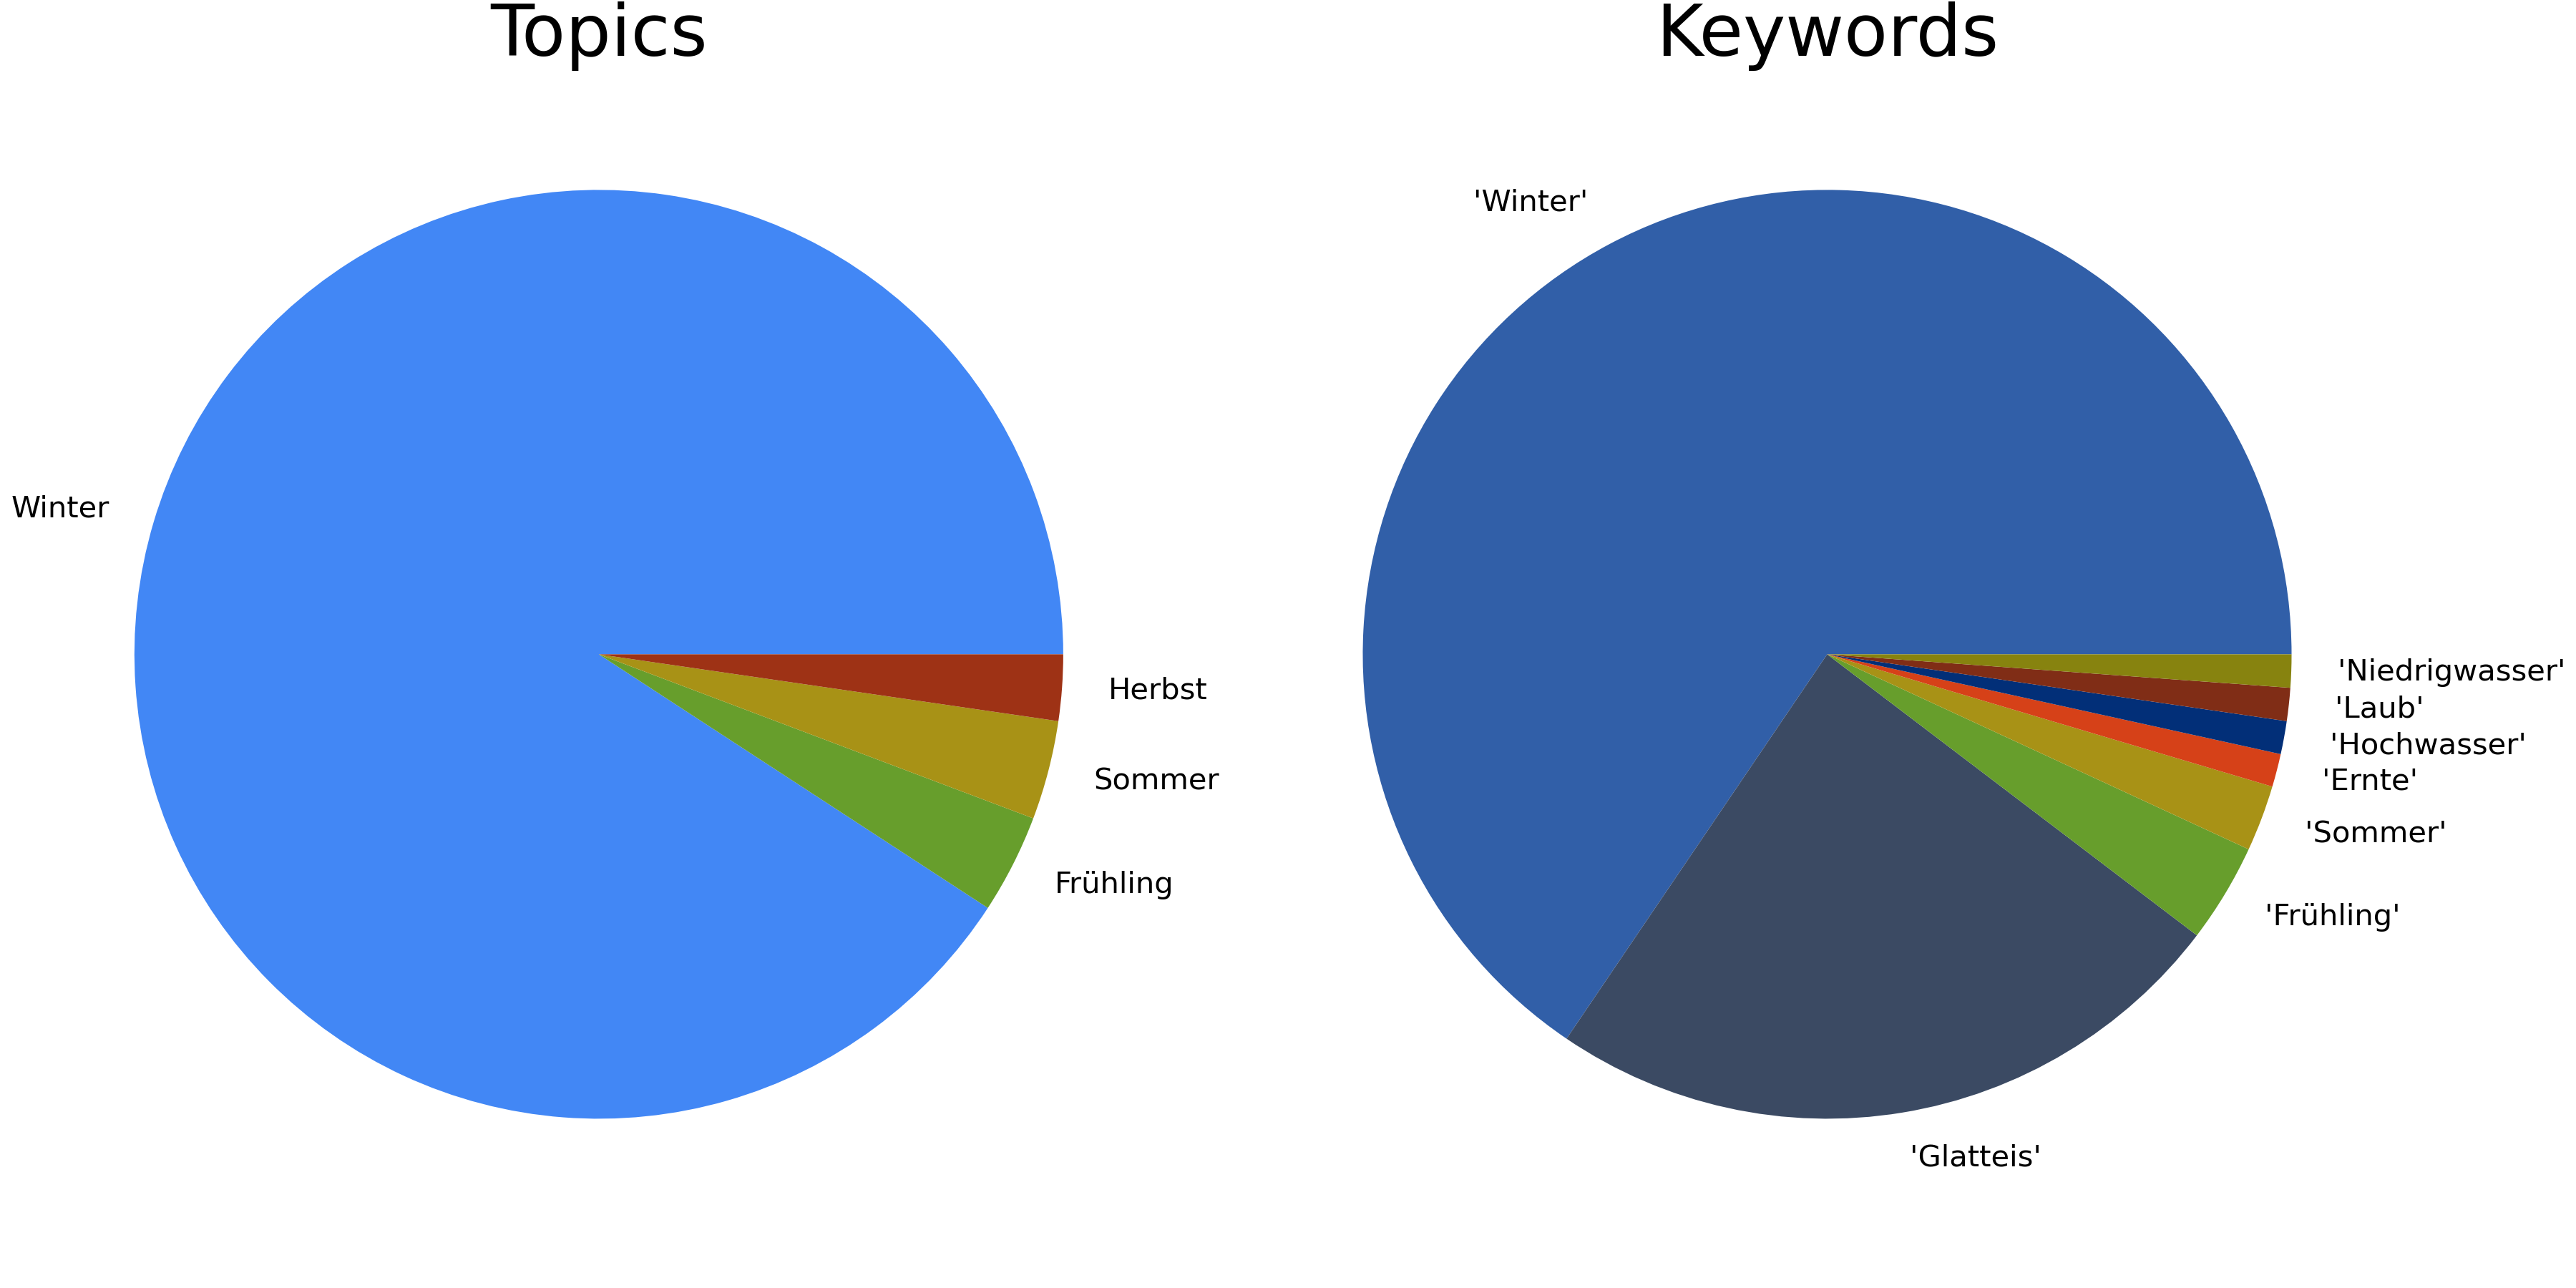 Topics
Winter
Herbst
Sommer
Frühling
Keywords
'Winter'
'Niedrigwasser'
'Laub'
'Hochwasser'
'Ernte'
'Sommer'
'Frühling'
'Glatteis'